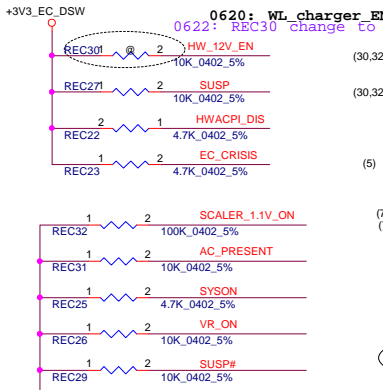 +3V3_EC_DSW
0620: WL_charger_EN
0622: REC30 change to
REC30 1 @ 2 HW_12V_EN
10K_0402_5%
(30,32
REC27 1 2 SUSP
10K_0402_5%
(30,32
2 1 HWACPI_DIS
REC22 4.7K_0402_5%
1 2 EC_CRISIS
REC23 4.7K_0402_5%
(5)
1 2 SCALER_1.1V_ON
REC32 100K_0402_5%
1 2 AC_PRESENT
REC31 10K_0402_5%
1 2 SYSON
REC25 4.7K_0402_5%
1 2 VR_ON
REC26 10K_0402_5%
1 2 SUSP#
REC29 10K_0402_5%